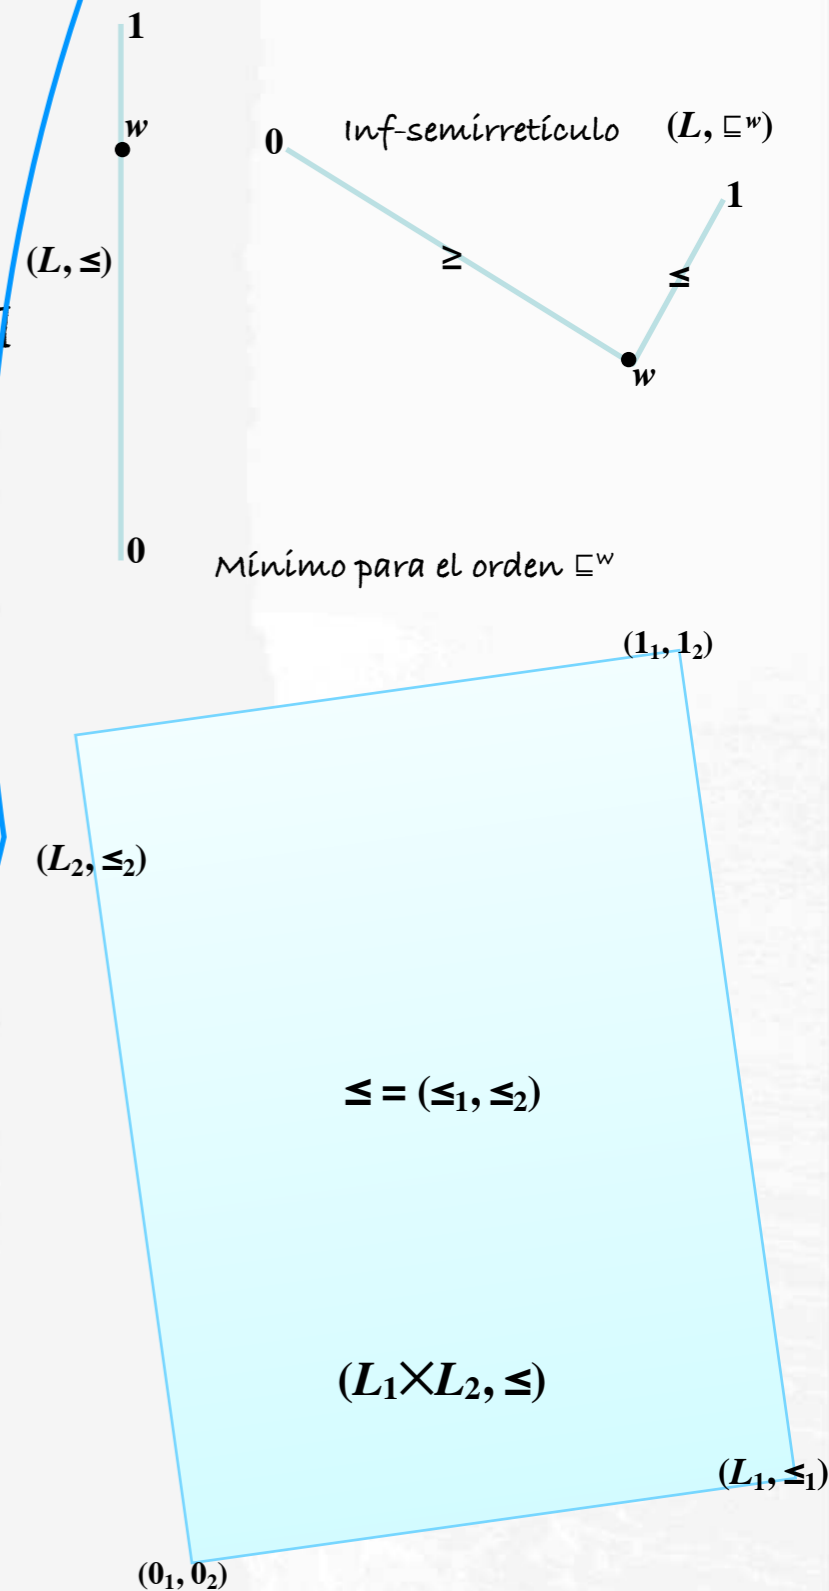 1
w
0 Inf-semirretículo (L, ⊑ʷ)
1
(L, ≤)
≥
≤
w
0
Mínimo para el orden ⊑ʷ
(1₁, 1₂)
(L₂, ≤₂)
≤ = (≤₁, ≤₂)
(L₁×L₂, ≤)
(L₁, ≤₁)
(0₁, 0₂)